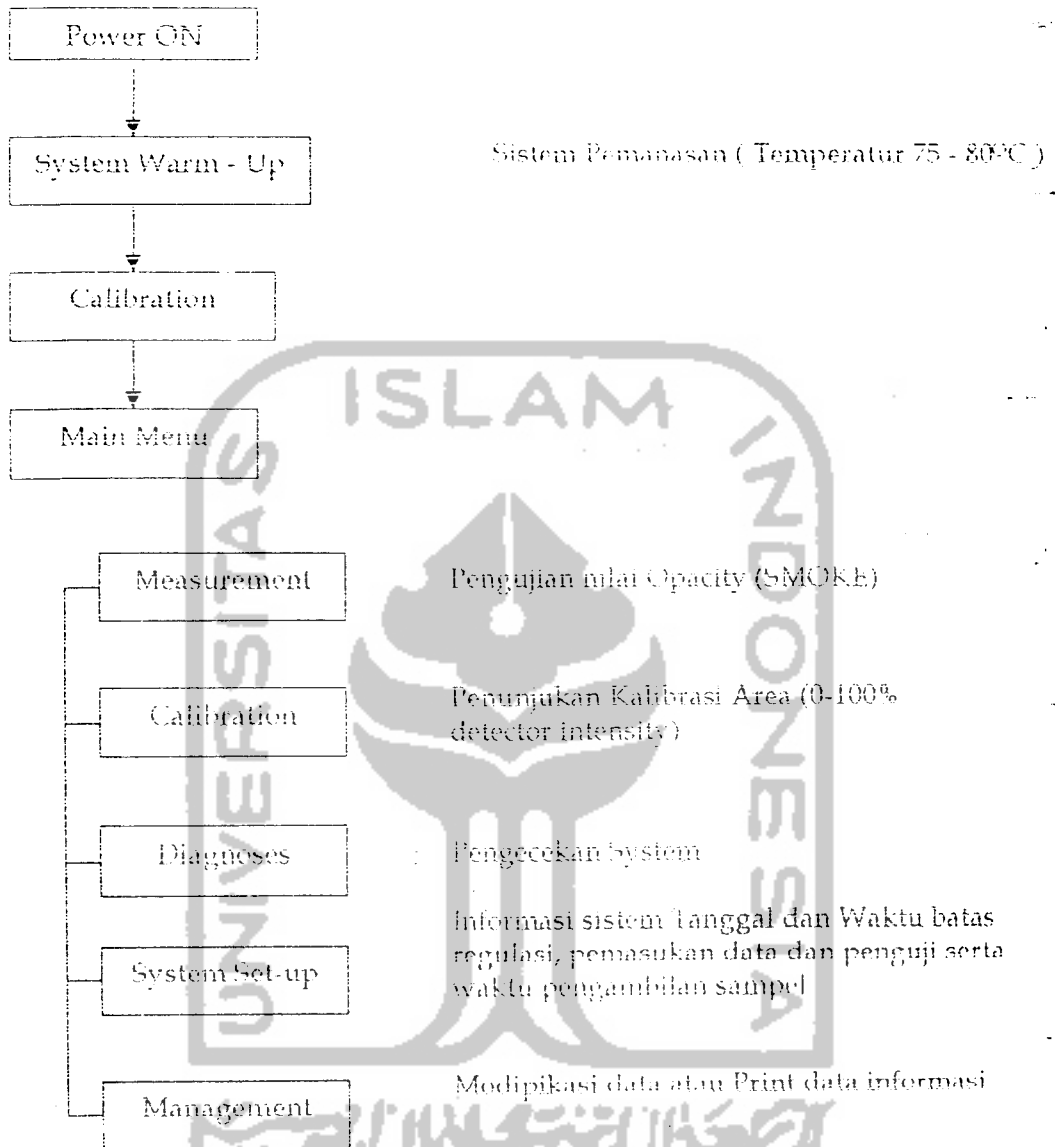 Power ON
System Warm - Up
Sistem Pemanasan ( Temperatur 75 - 80°C )
Calibration
Main Menu
ISLAM
UNIVERSITAS
INDONESIA
Measurement
Pengujian nilai Opacity (SMOKE)
Calibration
Penunjukan Kalibrasi Area (0-100%
detector intensity)
Diagnoses
: Pengecekan System
System Set-up
Informasi sistem Tanggal dan Waktu batas
regulasi, pemasukan data dan penguji serta
waktu pengambilan sampel
Management
Modipikasi data atau Print data informasi